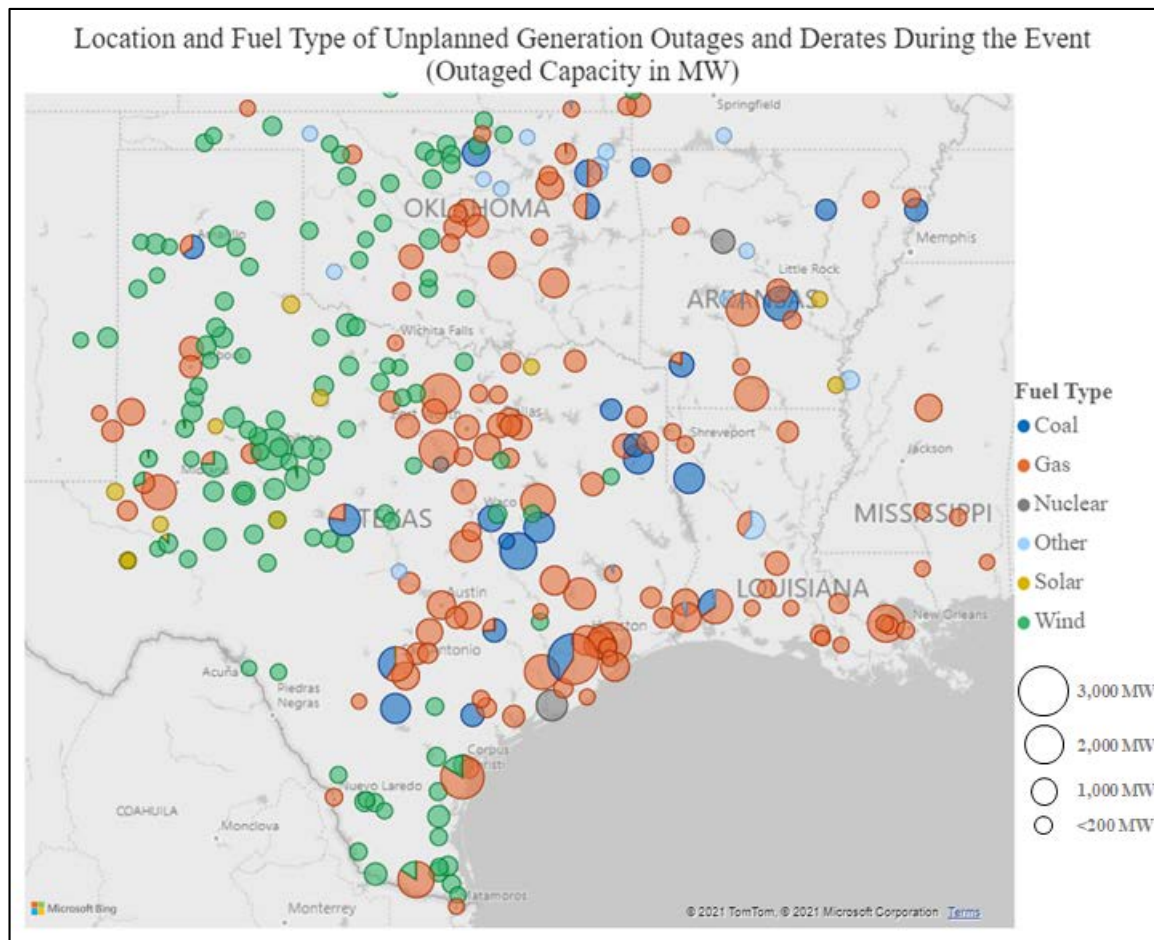 Location and Fuel Type of Unplanned Generation Outages and Derates During the Event
(Outaged Capacity in MW)
Springfield
OKLAHOMA
Amarillo
Memphis
Little Rock
ARKANSAS
Wichita Falls
Dallas
Shreveport
Jackson
Fuel Type
Coal
Gas
Nuclear
Other
Solar
Wind
Waco
TEXAS
MISSISSIPPI
LOUISIANA
Austin
New Orleans
Houston
San Antonio
Acuña
Piedras
Negras
Corpus
Christi
Nuevo Laredo
COAHUILA
Monclova
Matamoros
Monterrey
3,000 MW
2,000 MW
1,000 MW
<200 MW
Microsoft Bing
© 2021 TomTom, © 2021 Microsoft Corporation Terms